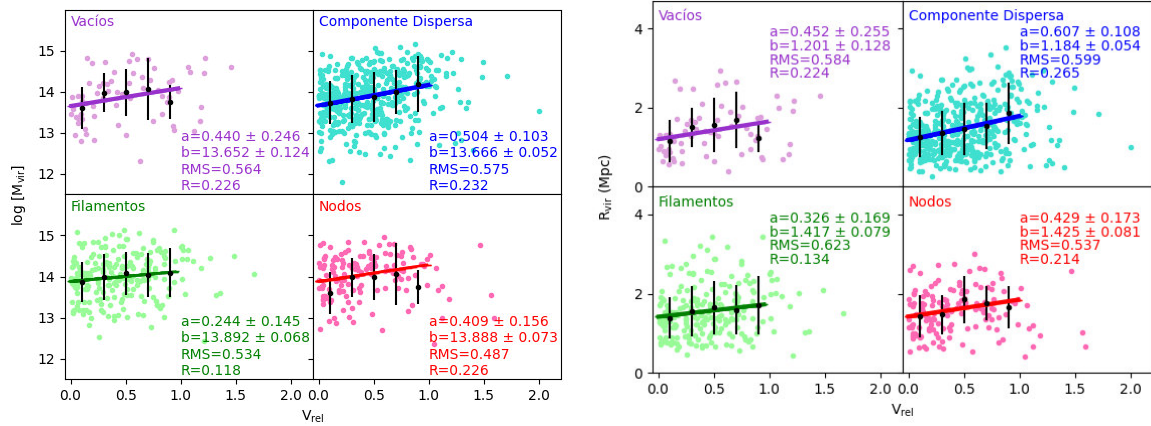 Vacíos
a=0.440 ± 0.246
b=13.652 ± 0.124
RMS=0.564
R=0.226
Componente Dispersa
a=0.504 ± 0.103
b=13.666 ± 0.052
RMS=0.575
R=0.232
Filamentos
a=0.244 ± 0.145
b=13.892 ± 0.068
RMS=0.534
R=0.118
Nodos
a=0.409 ± 0.156
b=13.888 ± 0.073
RMS=0.487
R=0.226
15
14
13
12
15
14
13
12
log [Mvir]
0.0 0.5 1.0 1.5 2.0 0.0 0.5 1.0 1.5 2.0
Vrel
Vacíos
a=0.452 ± 0.255
b=1.201 ± 0.128
RMS=0.584
R=0.224
Componente Dispersa
a=0.607 ± 0.108
b=1.184 ± 0.054
RMS=0.599
R=0.265
Filamentos
a=0.326 ± 0.169
b=1.417 ± 0.079
RMS=0.623
R=0.134
Nodos
a=0.429 ± 0.173
b=1.425 ± 0.081
RMS=0.537
R=0.214
4
2
0
4
2
0
Rvir (Mpc)
0.0 0.5 1.0 1.5 2.0 0.0 0.5 1.0 1.5 2.0
Vrel